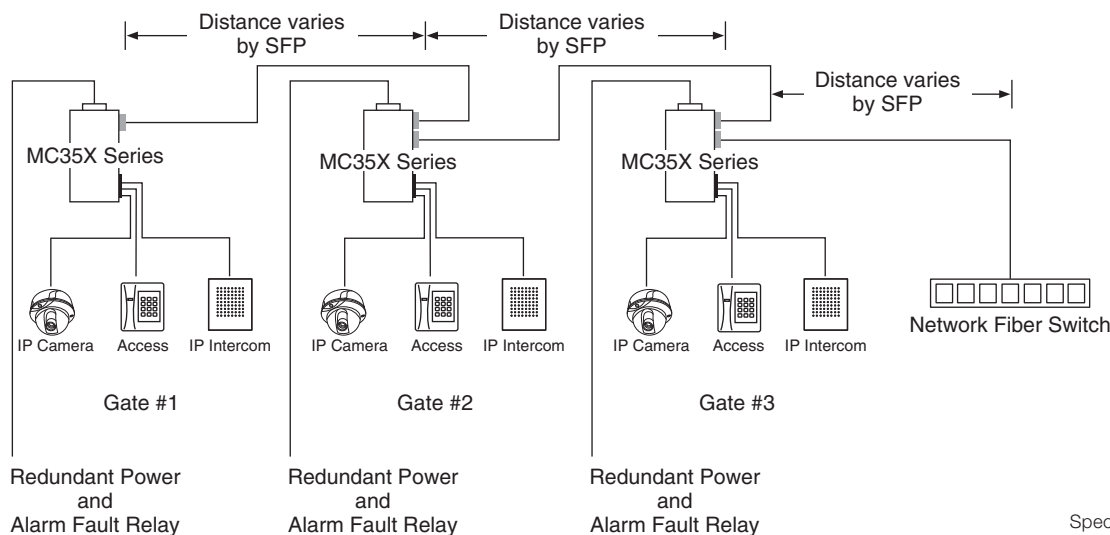 Distance varies
by SFP
Distance varies
by SFP
Distance varies
by SFP
MC35X Series
MC35X Series
MC35X Series
IP Camera
Access
IP Intercom
IP Camera
Access
IP Intercom
IP Camera
Access
IP Intercom
Network Fiber Switch
Gate #1
Gate #2
Gate #3
Redundant Power
and
Alarm Fault Relay
Redundant Power
and
Alarm Fault Relay
Redundant Power
and
Alarm Fault Relay
Spec